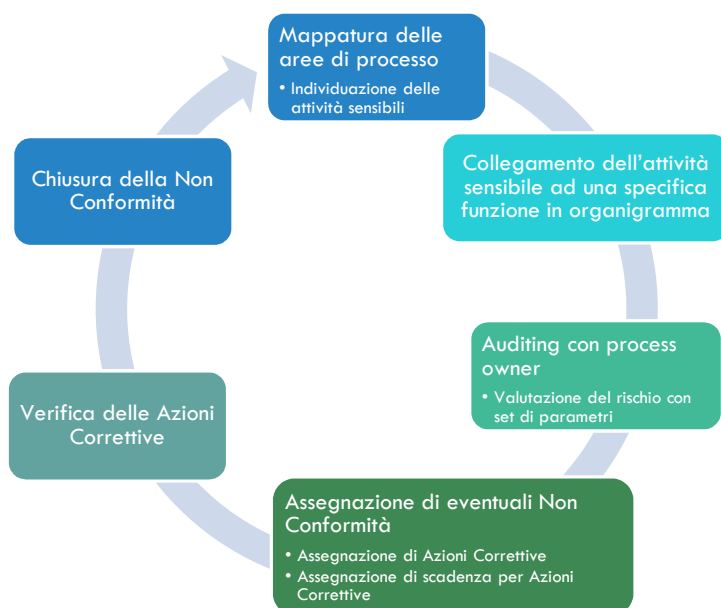 Mappatura delle
aree di processo
• Individuazione delle
attività sensibili
Collegamento dell'attività
sensibile ad una specifica
funzione in organigramma
Auditing con process
owner
• Valutazione del rischio con
set di parametri
Assegnazione di eventuali Non
Conformità
• Assegnazione di Azioni Correttive
• Assegnazione di scadenza per Azioni
Correttive
Verifica delle Azioni
Correttive
Chiusura della Non
Conformità